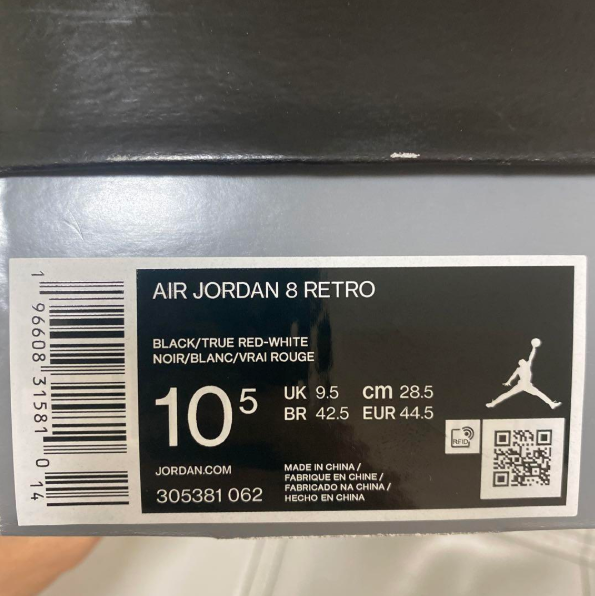 AIR JORDAN 8 RETRO
BLACK/TRUE RED-WHITE
NOIR/BLANC/VRAI ROUGE
10 5 UK 9.5 cm 28.5
BR 42.5 EUR 44.5
RFID
JORDAN.COM
305381 062
MADE IN CHINA /
FABRIQUE EN CHINE /
FABRICADO NA CHINA /
HECHO EN CHINA
1 96608 31581 0 14